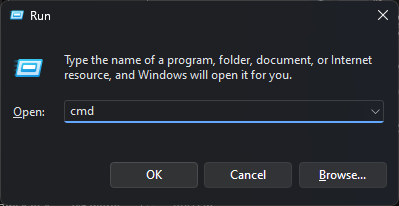 Run
Type the name of a program, folder, document, or Internet
resource, and Windows will open it for you.
Open: cmd
OK Cancel Browse...